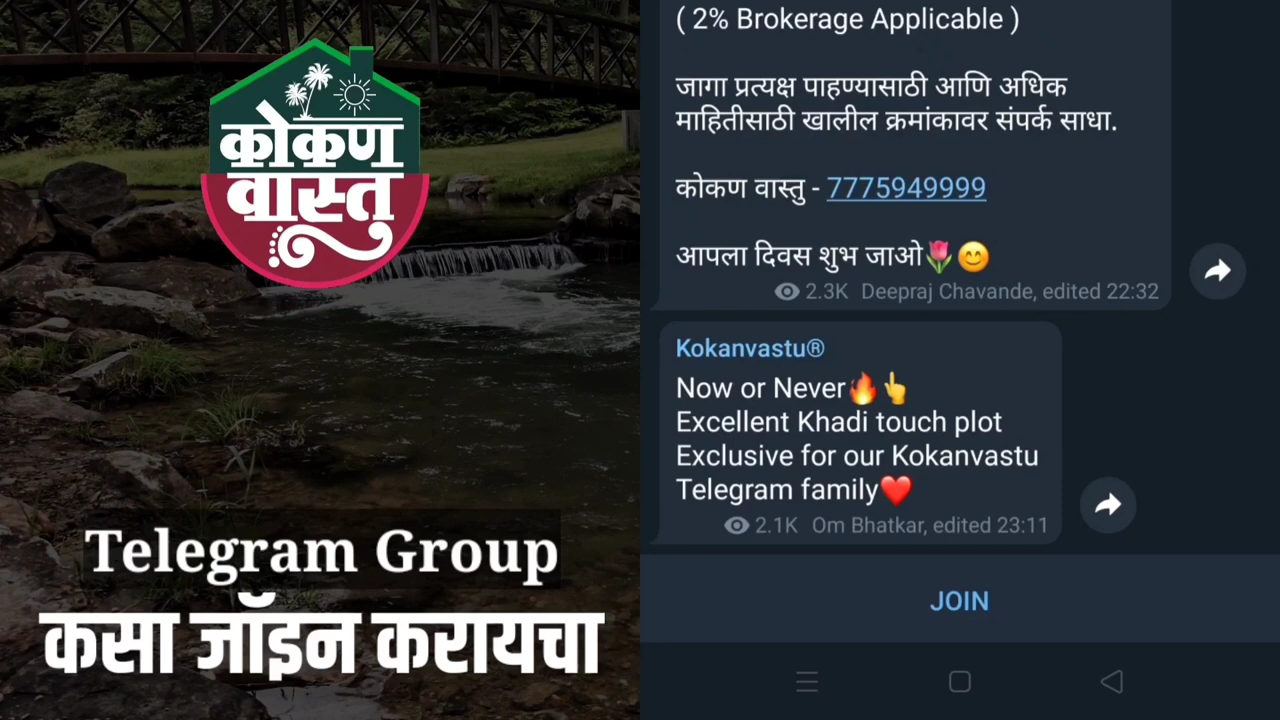 कोकण
वास्तु
Telegram Group
कसा जॉइन करायचा
( 2% Brokerage Applicable )
जागा प्रत्यक्ष पाहण्यासाठी आणि अधिक
माहितीसाठी खालील क्रमांकावर संपर्क साधा.
कोकण वास्तु - 7775949999
आपला दिवस शुभ जाओ🌷😊
2.3K Deepraj Chavande, edited 22:32
Kokanvastu®
Now or Never🔥👆
Excellent Khadi touch plot
Exclusive for our Kokanvastu
Telegram family❤️
2.1K Om Bhatkar, edited 23:11
JOIN